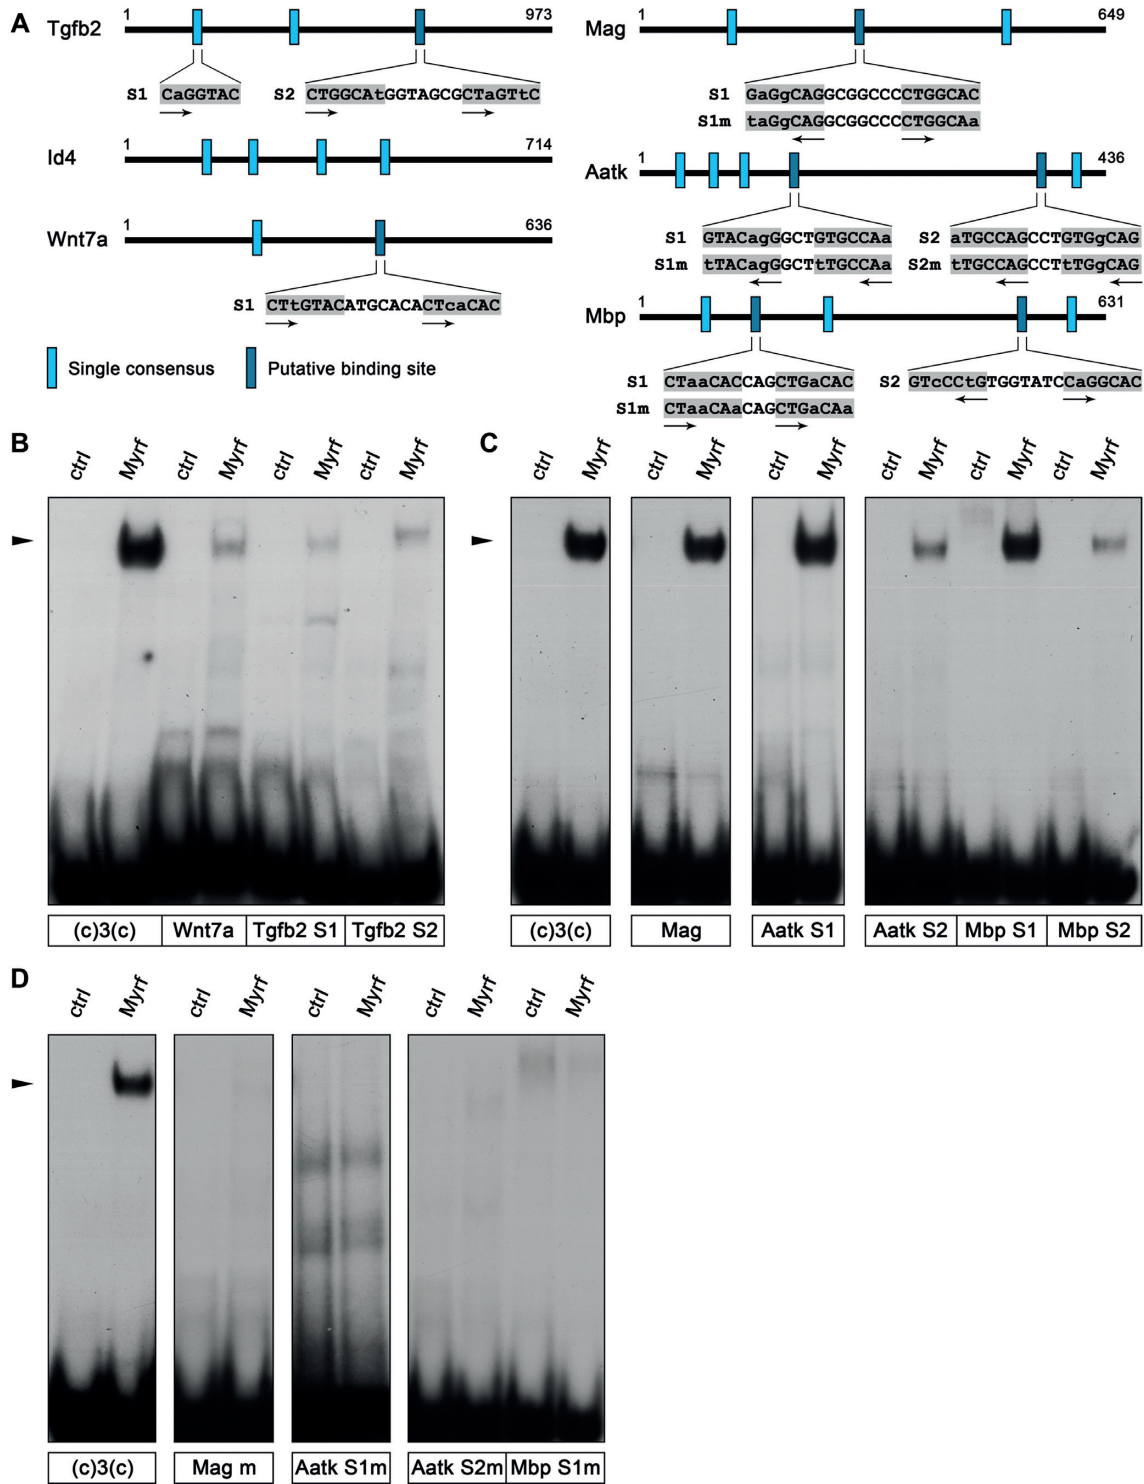 A
Tgfb2 1 973
S1 CaGGTAC S2 CTGGCAtGGTAGCGCTaGTtC
Id4 1 714
Wnt7a 1 636
S1 CTtGTACATGCACACTcaCAC
Single consensus Putative binding site
Mag 1 649
S1 GaGgCAGGCGGCCCCTGGCAC
S1m taGgCAGGCGGCCCCTGGCAa
Aatk 1 436
S1 GTACagGGCTGTGCCAa S2 aTGCCAGCCTGTGgCAG
S1m tTACagGGCTtTGCCAa S2m tTGCCAGCCTtTGgCAG
Mbp 1 631
S1 CTaaCACCAGCTGaCAC S2 GTcCCtGTGGTATCCaGGCAC
S1m CTaaCAaCAGCTGaCAa
B
ctrl Myrf ctrl Myrf ctrl Myrf ctrl Myrf
(c)3(c) Wnt7a Tgfb2 S1 Tgfb2 S2
C
ctrl Myrf ctrl Myrf ctrl Myrf ctrl Myrf ctrl Myrf ctrl Myrf
(c)3(c) Mag Aatk S1 Aatk S2 Mbp S1 Mbp S2
D
ctrl Myrf ctrl Myrf ctrl Myrf ctrl Myrf ctrl Myrf
(c)3(c) Mag m Aatk S1m Aatk S2m Mbp S1m